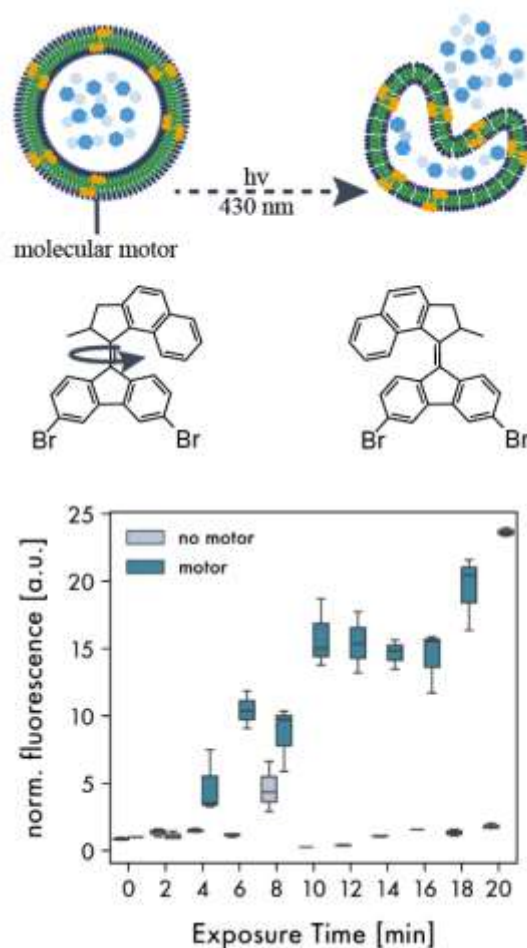 hν
430 nm
molecular motor
Br
Br
Br
Br
25
20
15
10
5
0
norm. fluorescence [a.u.]
no motor
motor
0 2 4 6 8 10 12 14 16 18 20
Exposure Time [min]